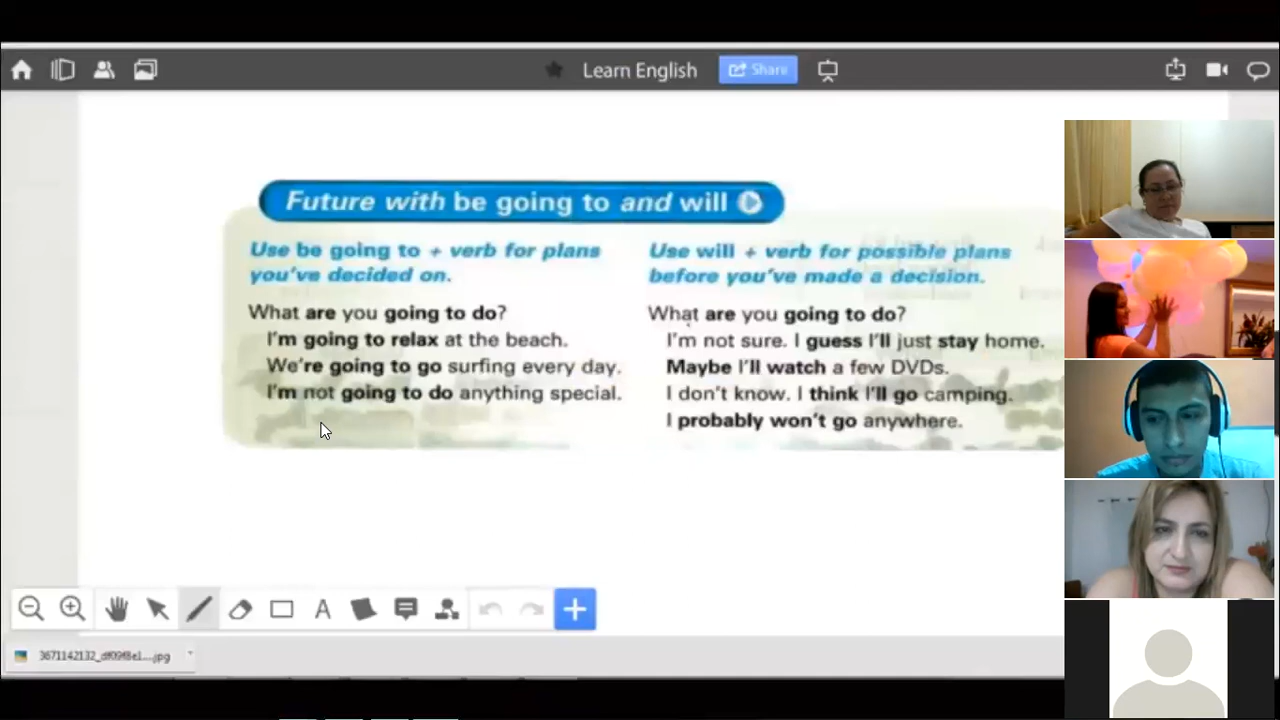 Learn English
Share
Future with be going to and will
Use be going to + verb for plans
you've decided on.
What are you going to do?
I'm going to relax at the beach.
We're going to go surfing every day.
I'm not going to do anything special.
Use will + verb for possible plans
before you've made a decision.
What are you going to do?
I'm not sure. I guess I'll just stay home.
Maybe I'll watch a few DVDs.
I don't know. I think I'll go camping.
I probably won't go anywhere.
A